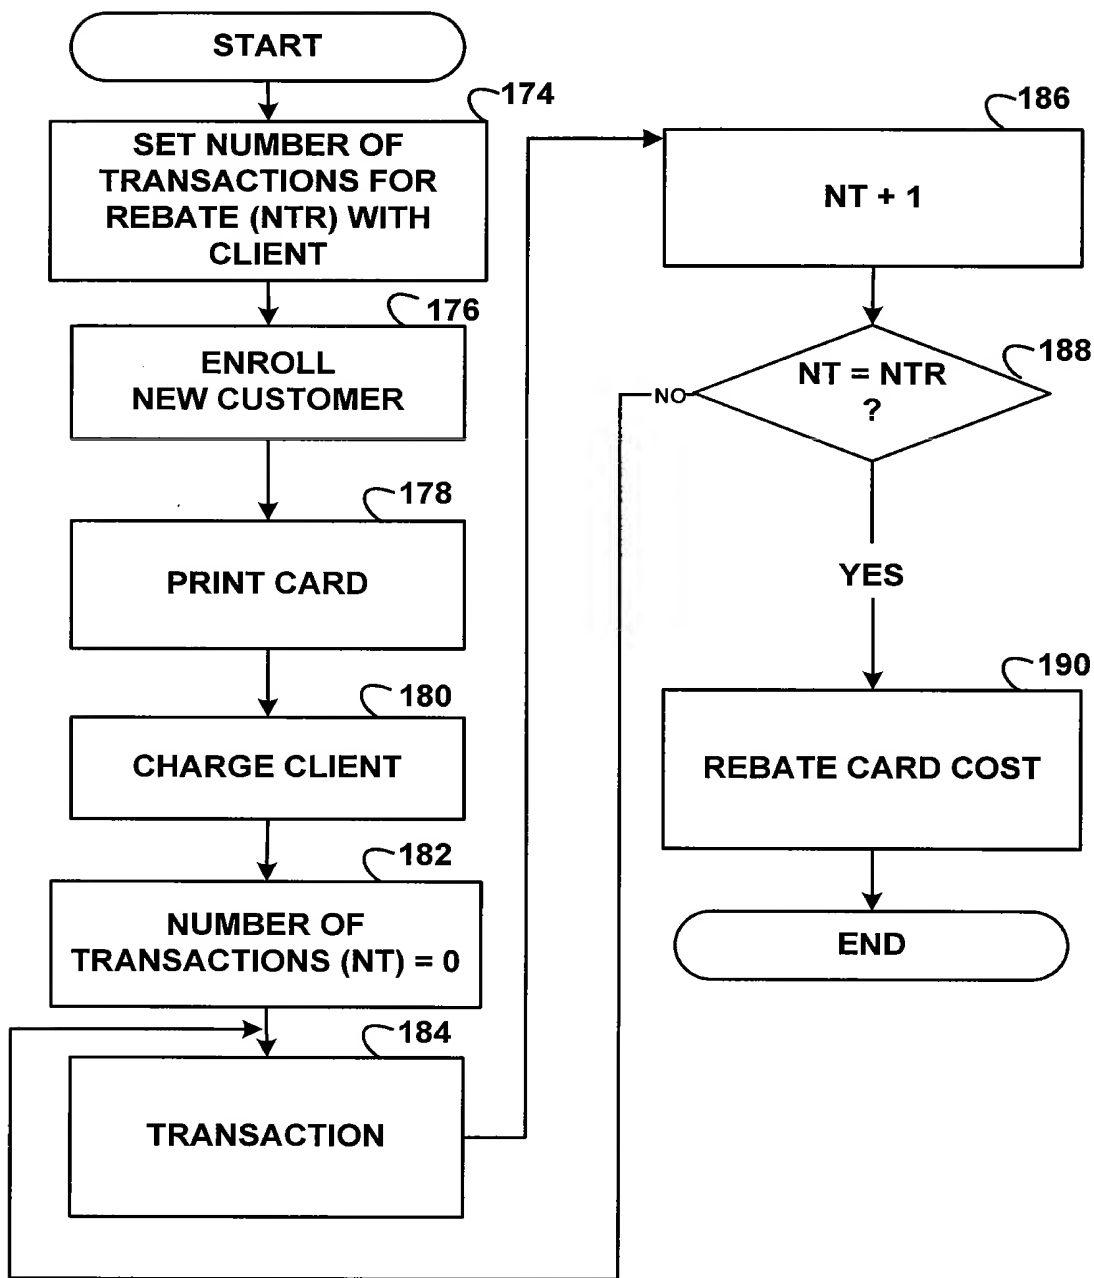 START
174
SET NUMBER OF
TRANSACTIONS FOR
REBATE (NTR) WITH
CLIENT
176
ENROLL
NEW CUSTOMER
178
PRINT CARD
180
CHARGE CLIENT
182
NUMBER OF
TRANSACTIONS (NT) = 0
184
TRANSACTION
186
NT + 1
188
NT = NTR
?
NO
YES
190
REBATE CARD COST
END